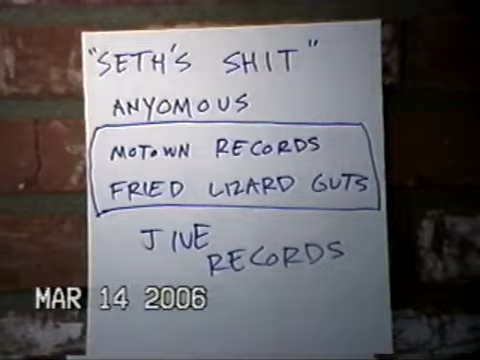 "SETH'S SHIT"
ANYOMOUS
MOTOWN RECORDS
FRIED LIZARD GUTS
JIVE
RECORDS
MAR 14 2006